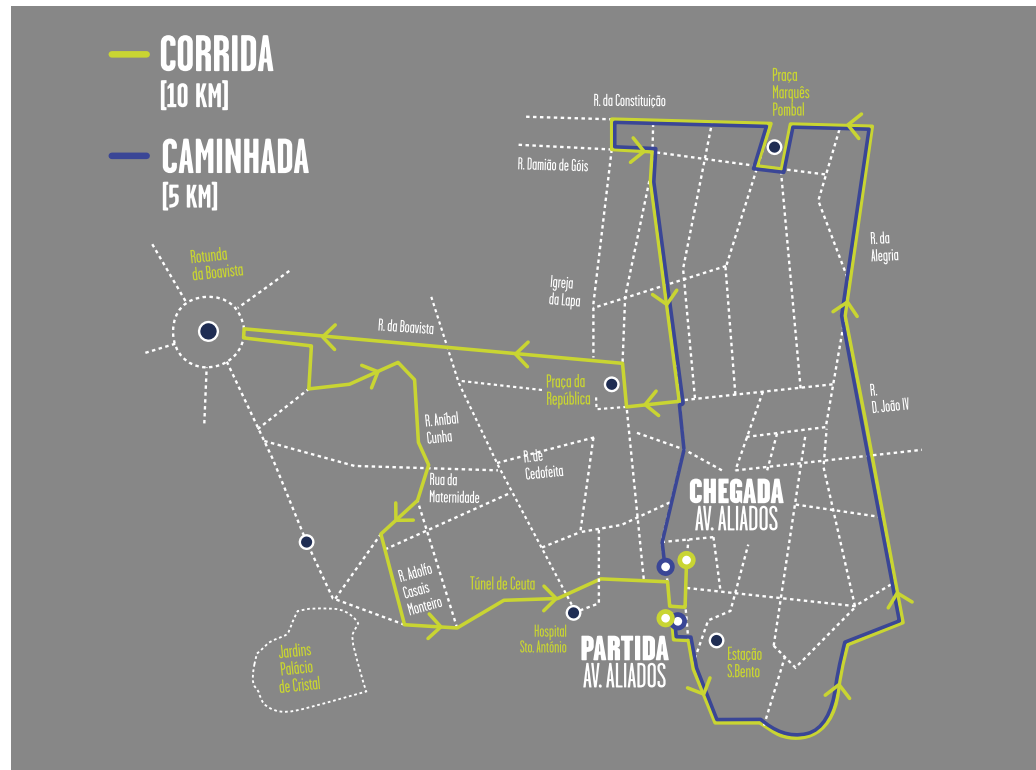 CORRIDA
[10 KM]
CAMINHADA
[5 KM]
Praça
Marquês
Pombal
R. da Constituição
R. Damião de Góis
R. da
Alegria
Rotunda
da Boavista
Igreja
da Lapa
R. da Boavista
Praça da
República
R.
D. João IV
R. Aníbal
Cunha
R. de
Cedofeita
Rua da
Maternidade
CHEGADA
AV. ALIADOS
R. Adolfo
Casais
Monteiro
Túnel de Ceuta
Hospital
Sto. António
PARTIDA
AV. ALIADOS
Estação
S.Bento
Jardins
Palácio
de Cristal